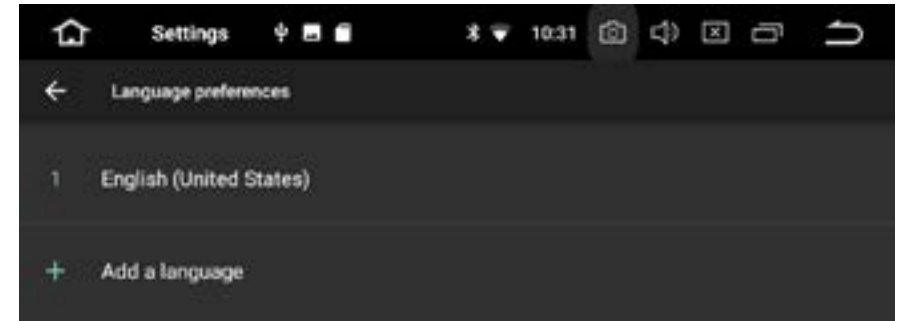 Settings 10:31
Language preferences
1 English (United States)
+ Add a language